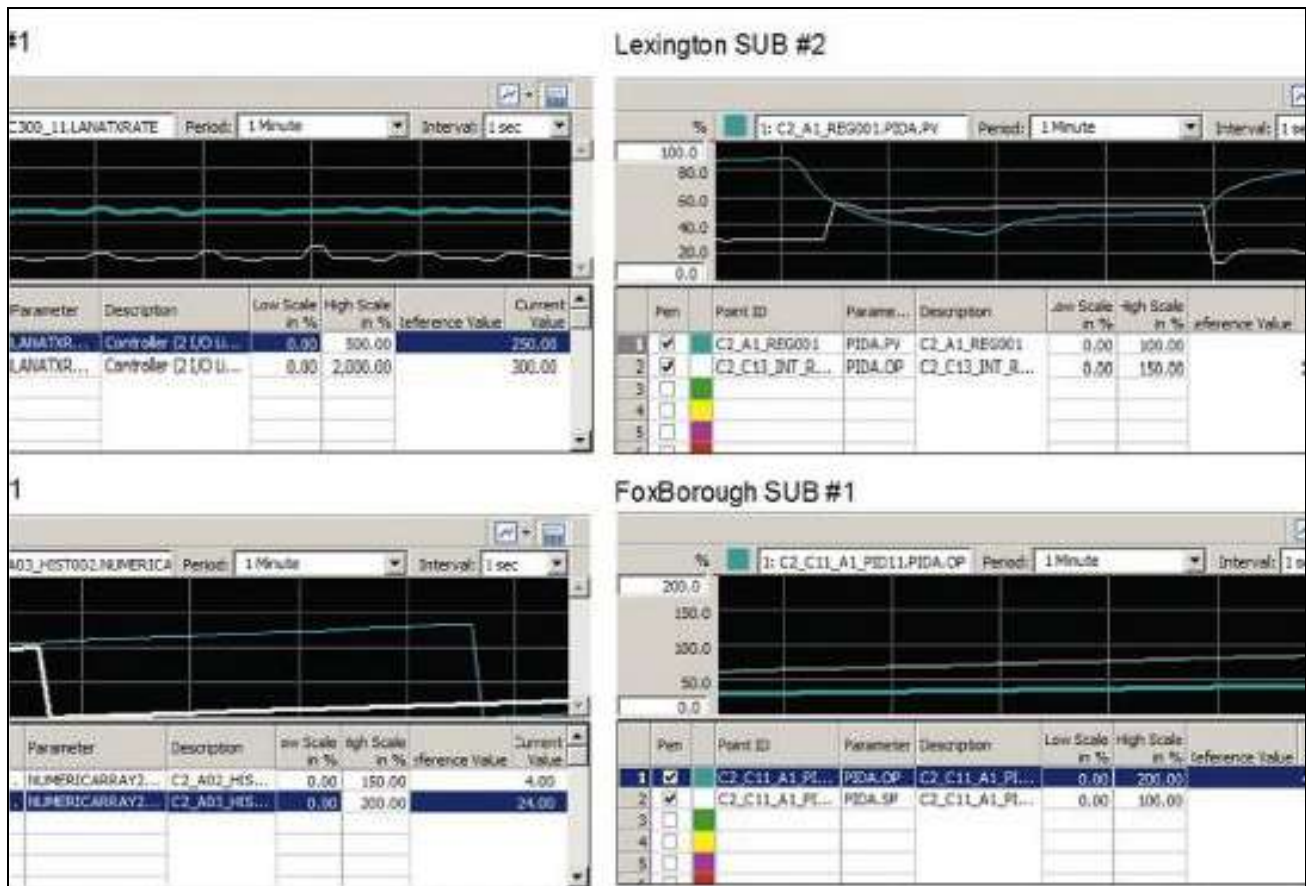 #1
C300_11.LANATXRATE Period: 1 Minute Interval: 1 sec
Parameter Description Low Scale in % High Scale in % Reference Value Current Value
LANATXR... Controller (2 I/O Li... 0.00 500.00 250.00
LANATXR... Controller (2 I/O Li... 0.00 2,000.00 300.00
Lexington SUB #2
% 1: C2_A1_REG001.PIDA.PV Period: 1 Minute Interval: 1 se
100.0
80.0
60.0
40.0
20.0
0.0
Pen Point ID Parame... Description Low Scale in % High Scale in % eference Value
1 C2_A1_REG001 PIDA.PV C2_A1_REG001 0.00 100.00
2 C2_C13_INT_R... PIDA.OP C2_C13_INT_R... 0.00 150.00
3
4
5
1
A03_HIST002.NUMERICA Period: 1 Minute Interval: 1 sec
Parameter Description ow Scale in % igh Scale in % eference Value Current Value
NUMERICARRAY2... C2_A02_HIS... 0.00 150.00 4.00
NUMERICARRAY2... C2_A03_HIS... 0.00 200.00 24.00
FoxBorough SUB #1
% 1: C2_C11_A1_PID11.PIDA.OP Period: 1 Minute Interval: 1 se
200.0
150.0
100.0
50.0
0.0
Pen Point ID Parameter Description Low Scale in % High Scale in % Reference Value
1 C2_C11_A1_PI... PIDA.OP C2_C11_A1_PI... 0.00 200.00
2 C2_C11_A1_PI... PIDA.SP C2_C11_A1_PI... 0.00 100.00
3
4
5